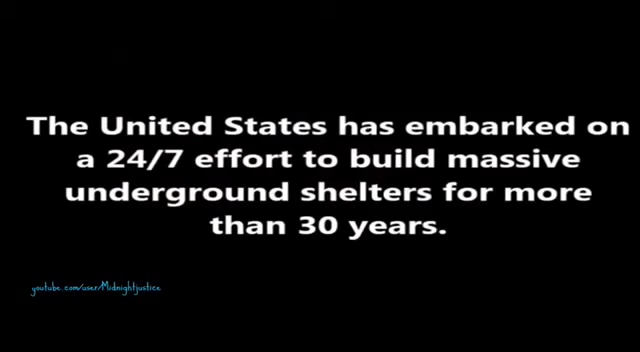 The United States has embarked on
a 24/7 effort to build massive
underground shelters for more
than 30 years.
youtube.com/user/Midnightjustice